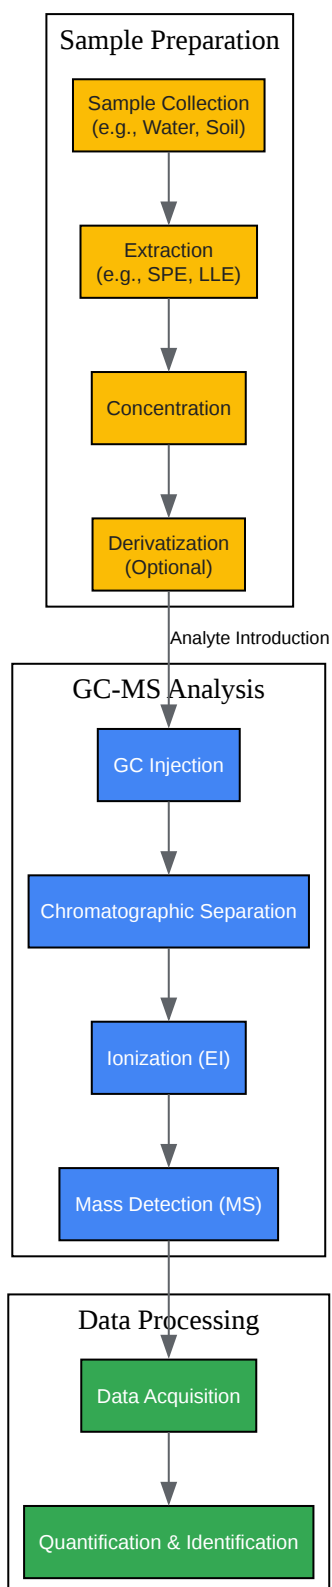 Sample Preparation
Sample Collection
(e.g., Water, Soil)
Extraction
(e.g., SPE, LLE)
Concentration
Derivatization
(Optional)
Analyte Introduction
GC-MS Analysis
GC Injection
Chromatographic Separation
Ionization (EI)
Mass Detection (MS)
Data Processing
Data Acquisition
Quantification & Identification